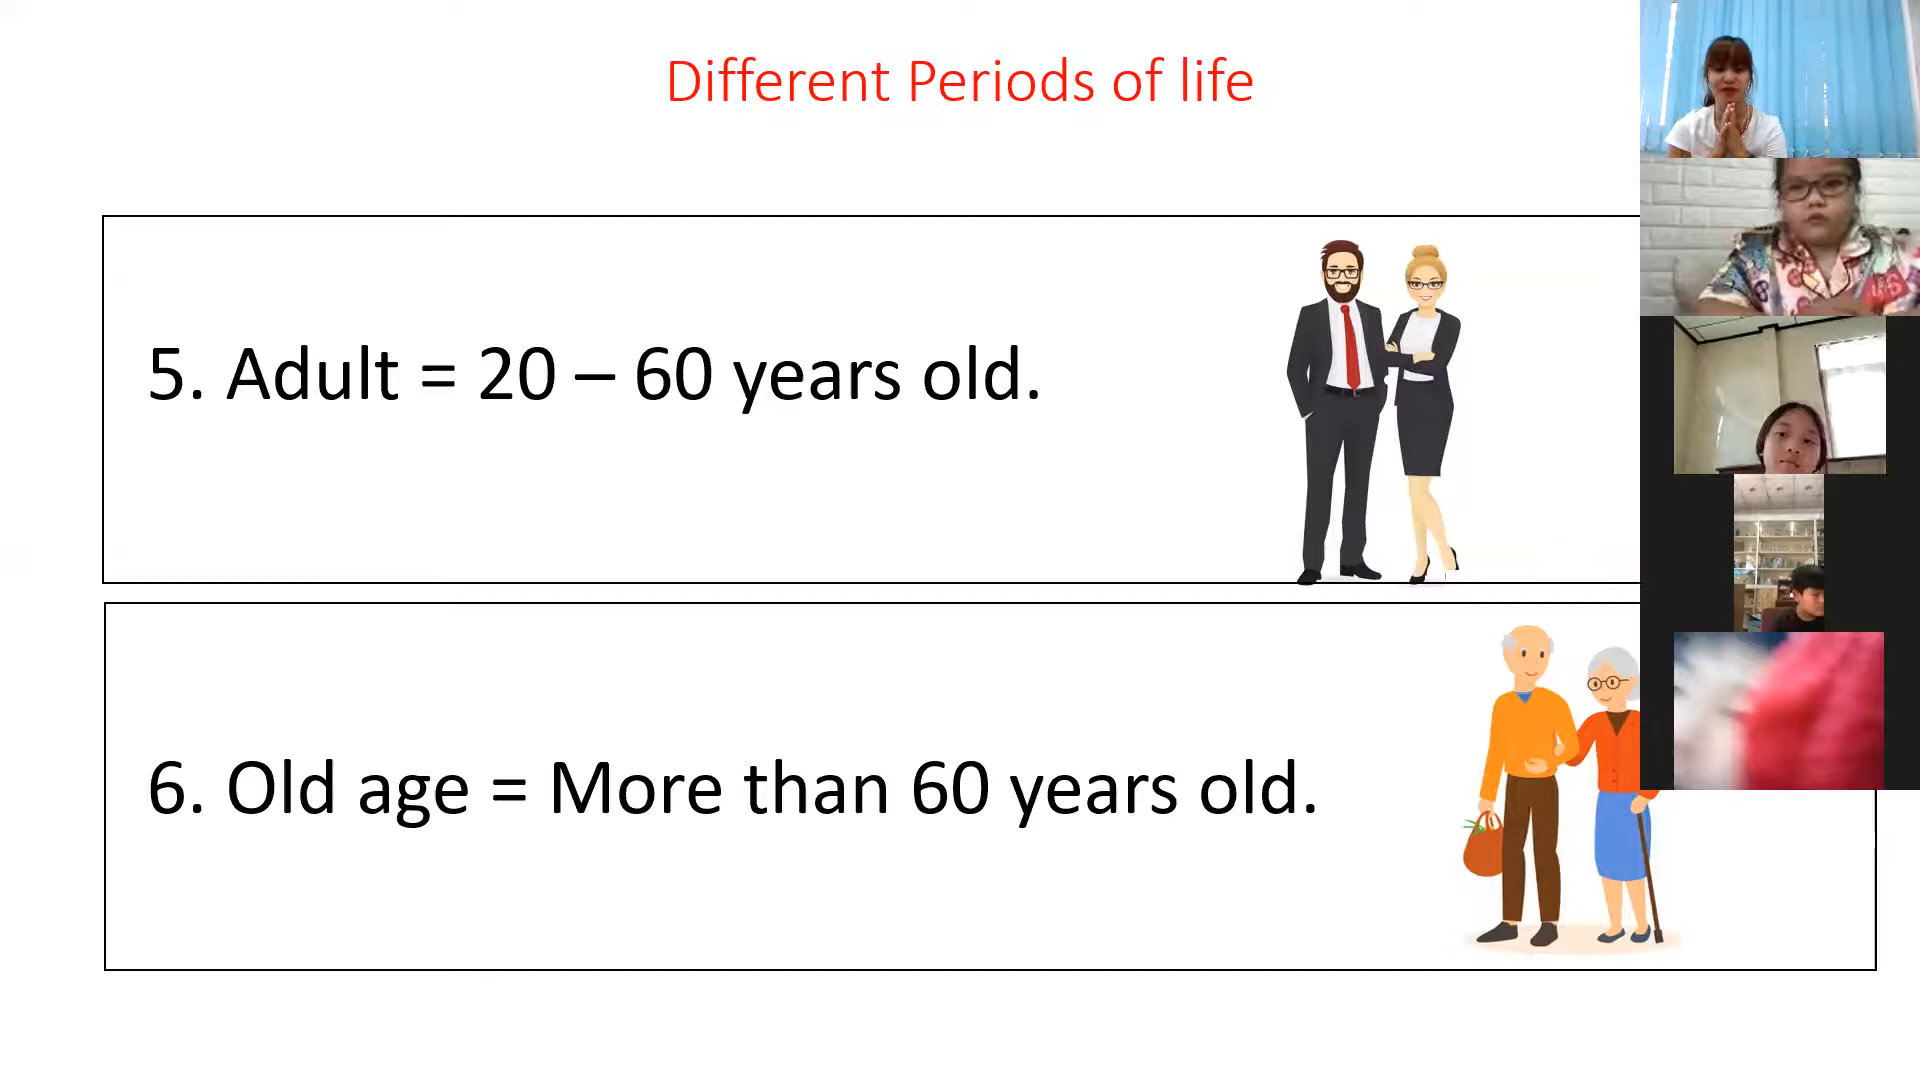 Different Periods of life
5. Adult = 20 – 60 years old.
6. Old age = More than 60 years old.